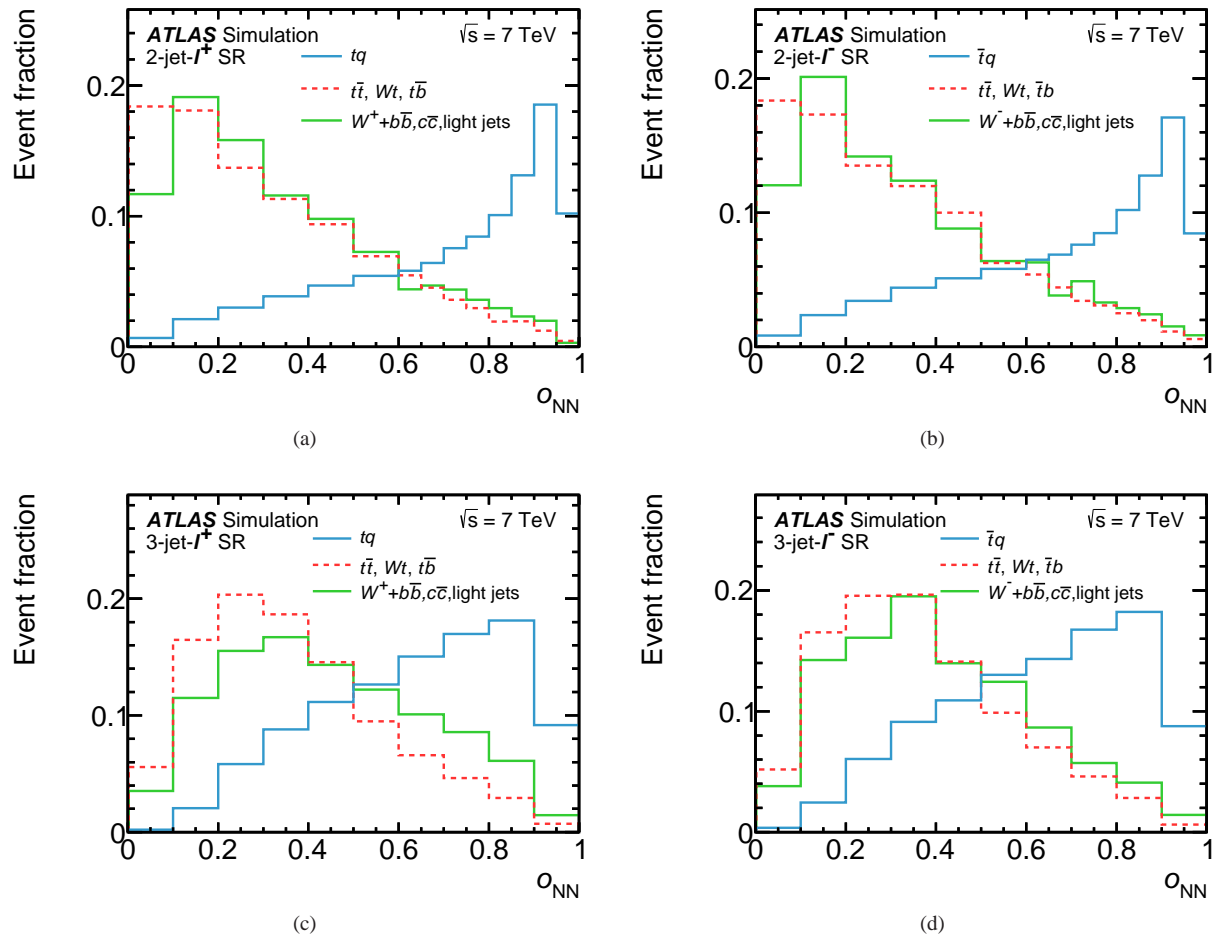 ATLAS Simulation √s = 7 TeV
2-jet-l⁺ SR
tq
tt̄, Wt, t̄b
W⁺+bb̄,cc̄,light jets
Event fraction
0.2
0.1
0
0 0.2 0.4 0.6 0.8 1
o_NN
(a)
ATLAS Simulation √s = 7 TeV
2-jet-l⁻ SR
t̄q
tt̄, Wt, t̄b
W⁻+bb̄,cc̄,light jets
Event fraction
0.2
0.1
0
0 0.2 0.4 0.6 0.8 1
o_NN
(b)
ATLAS Simulation √s = 7 TeV
3-jet-l⁺ SR
tq
tt̄, Wt, tb̄
W⁺+bb̄,cc̄,light jets
Event fraction
0.2
0.1
0
0 0.2 0.4 0.6 0.8 1
o_NN
(c)
ATLAS Simulation √s = 7 TeV
3-jet-l⁻ SR
t̄q
tt̄, Wt, t̄b
W⁻+bb̄,cc̄,light jets
Event fraction
0.2
0.1
0
0 0.2 0.4 0.6 0.8 1
o_NN
(d)